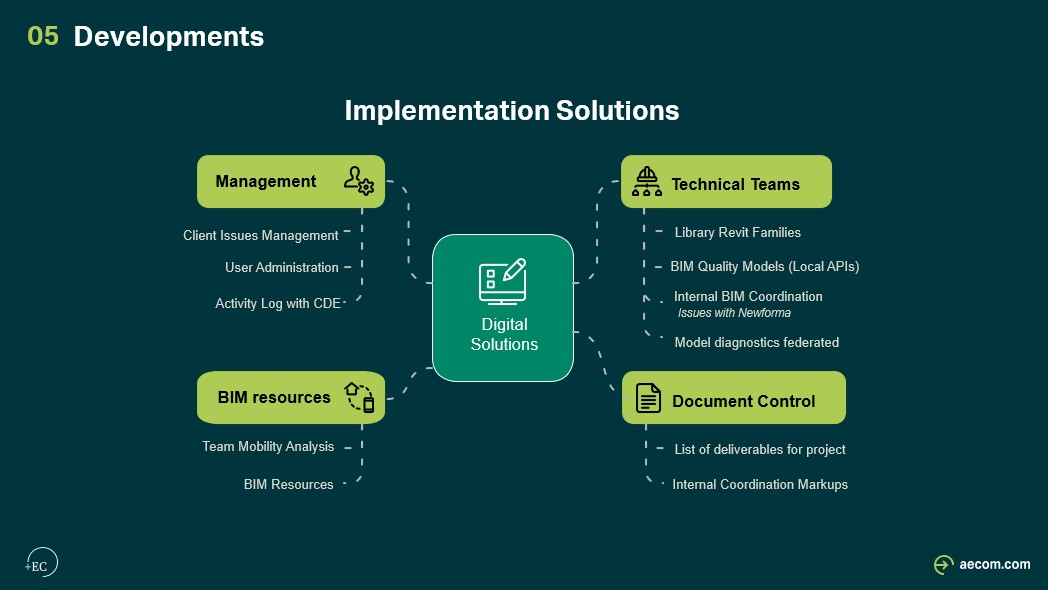 05 Developments
Implementation Solutions
Management
Client Issues Management
User Administration
Activity Log with CDE
Technical Teams
Library Revit Families
BIM Quality Models (Local APIs)
Internal BIM Coordination
Issues with Newforma
Model diagnostics federated
Digital
Solutions
BIM resources
Team Mobility Analysis
BIM Resources
Document Control
List of deliverables for project
Internal Coordination Markups
+EC
aecom.com